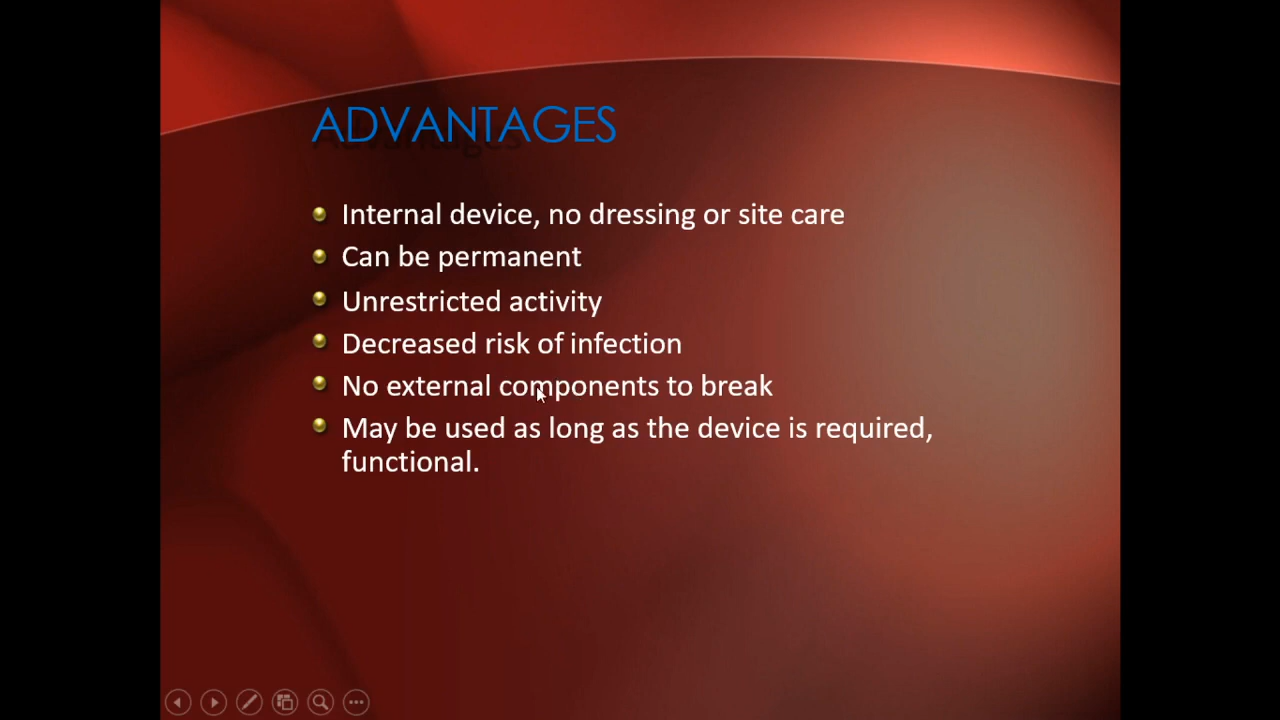 ADVANTAGES
Internal device, no dressing or site care
Can be permanent
Unrestricted activity
Decreased risk of infection
No external components to break
May be used as long as the device is required,
functional.